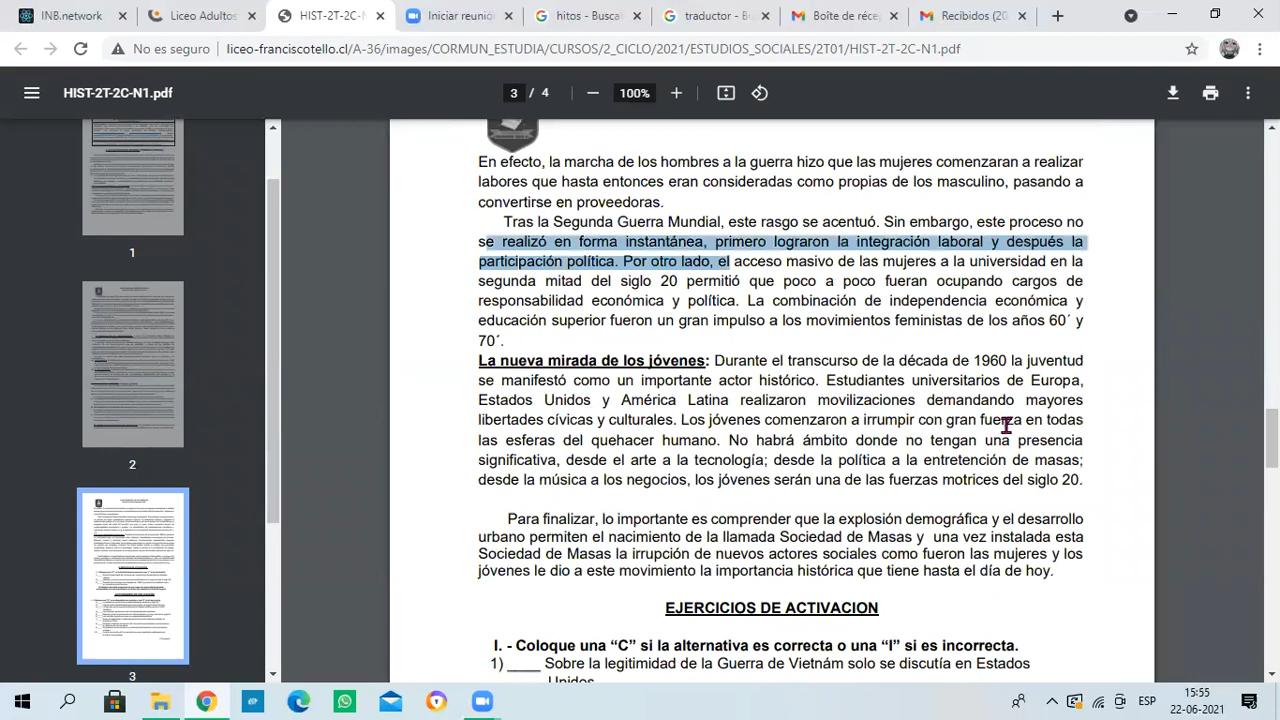 INB.network
Liceo Adultos
HIST-2T-2C-N
Iniciar reunión
hitos - Buscar
traductor - Bu
Boîte de récep
Recibidos (20
No es seguro
liceo-franciscotello.cl/A-36/images/CORMUN_ESTUDIA/CURSOS/2_CICLO/2021/ESTUDIOS_SOCIALES/2T01/HIST-2T-2C-N1.pdf
HIST-2T-2C-N1.pdf
3 / 4
100%
1
2
3
En efecto, la marcha de los hombres a la guerra hizo que las mujeres comenzaran a realizar
labores que hasta entonces eran consideradas como propias de los masculino, pasando a
convertirse en proveedoras.
Tras la Segunda Guerra Mundial, este rasgo se acentuó. Sin embargo, este proceso no
se realizó en forma instantánea, primero lograron la integración laboral y después la
participación política. Por otro lado, el acceso masivo de las mujeres a la universidad en la
segunda mitad del siglo 20 permitió que poco a poco fueran ocupando cargos de
responsabilidad económica y política. La combinación de independencia económica y
educación superior fueron un gran impulso a los movimientos feministas de los años 60´ y
70´.
La nueva mirada de los jóvenes: Durante el transcurso de la década de 1960 la juventud
se manifestó como un importante actor histórico. Estudiantes universitarios de Europa,
Estados Unidos y América Latina realizaron movilizaciones demandando mayores
libertades cívicas y culturales. Los jóvenes comenzaron a irrumpir con gran fuerza en todas
las esferas del quehacer humano. No habrá ámbito donde no tengan una presencia
significativa, desde el arte a la tecnología; desde la política a la entretención de masas;
desde la música a los negocios, los jóvenes serán una de las fuerzas motrices del siglo 20.
Para finalizar, importante es comprender que la explosión demográfica y el desarrollo
urbano permiten el nacimiento de la llamada Sociedad de Masas y una vez instalada esta
Sociedad de Masas la irrupción de nuevos actores sociales como fueron las mujeres y los
jóvenes le dio a este movimiento la importancia histórica que tiene hasta el día de hoy.
EJERCICOS DE ACTIVACION
I. - Coloque una “C” si la alternativa es correcta o una “I” si es incorrecta.
1) ____ Sobre la legitimidad de la Guerra de Vietnám solo se discutía en Estados
Unidos
ESP
15:55
22-06-2021